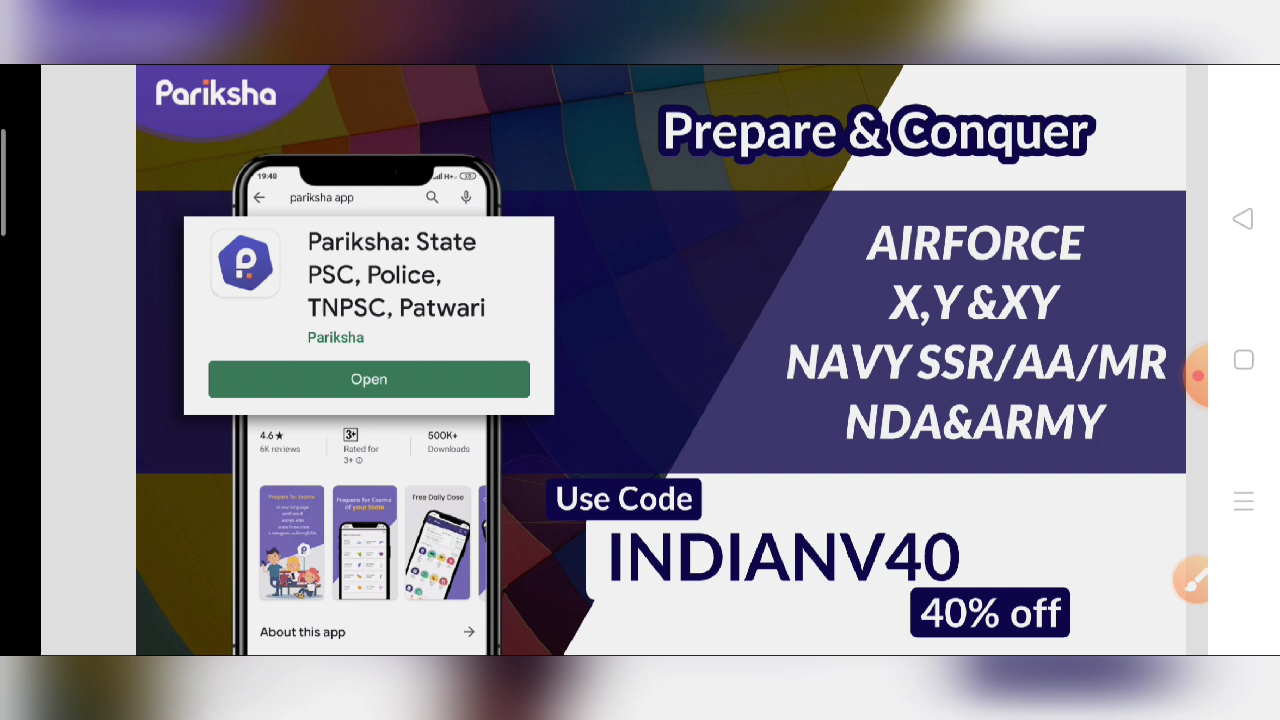 Pariksha
Prepare & Conquer
19:48
H+
pariksha app
Pariksha: State
PSC, Police,
TNPSC, Patwari
Pariksha
Open
4.6★
6K reviews
3+
Rated for
3+
500K+
Downloads
Prepare for Exams
Prepare for Exams
of your State
Free Daily Dose
About this app
AIRFORCE
X,Y &XY
NAVY SSR/AA/MR
NDA&ARMY
Use Code
INDIANV40
40% off